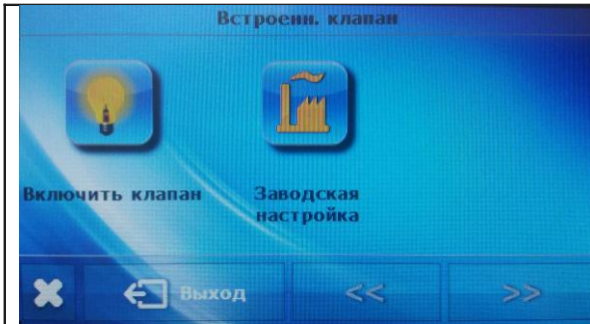 Встроенн. клапан
Включить клапан
Заводская
настройка
Выход
<< >>